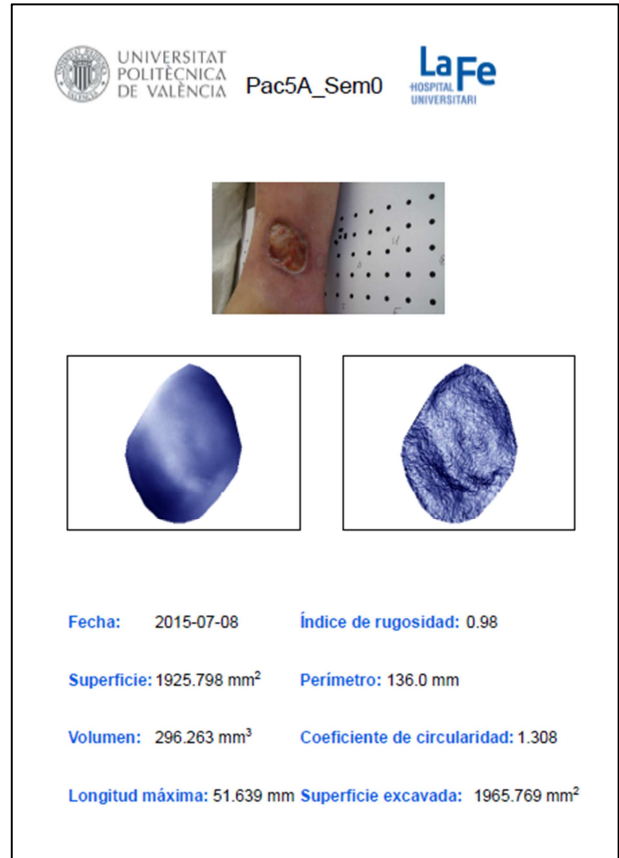 UNIVERSITAT
POLITÈCNICA
DE VALÈNCIA
Pac5A_Sem0
LaFe
HOSPITAL
UNIVERSITARI
Fecha: 2015-07-08 Índice de rugosidad: 0.98
Superficie: 1925.798 mm² Perímetro: 136.0 mm
Volumen: 296.263 mm³ Coeficiente de circularidad: 1.308
Longitud máxima: 51.639 mm Superficie excavada: 1965.769 mm²